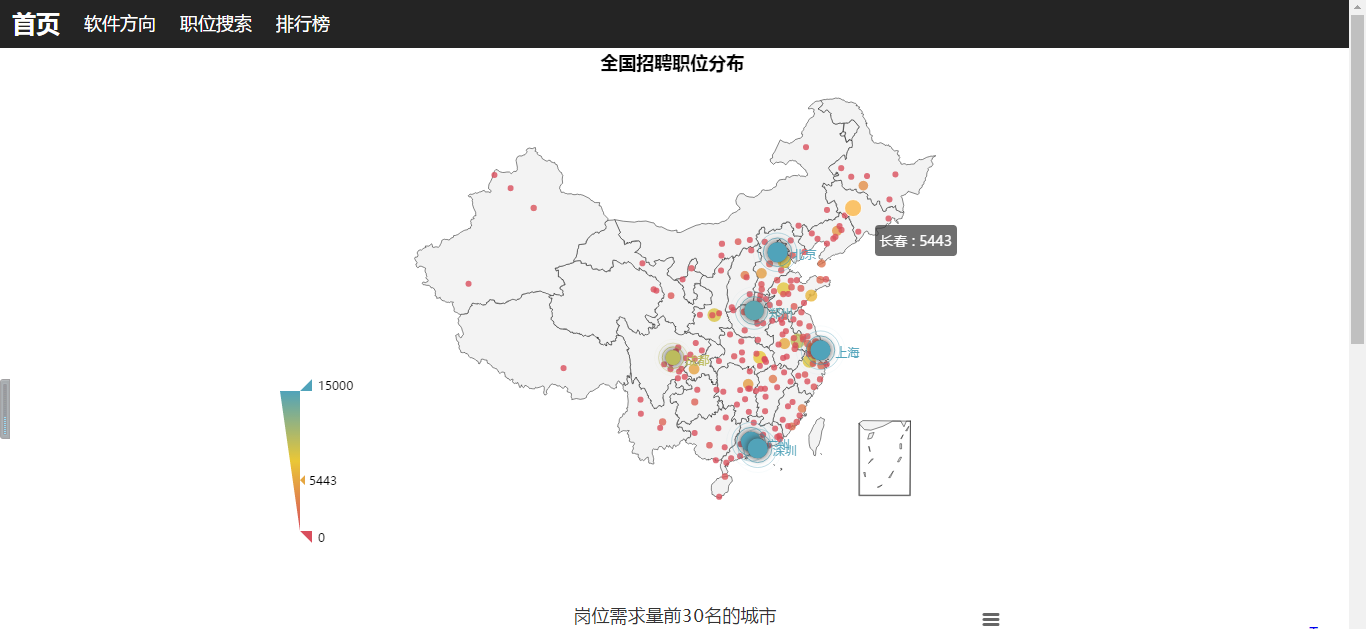 首页 软件方向 职位搜索 排行榜
全国招聘职位分布
北京
长春 : 5443
上海
成都
15000
深圳
5443
0
岗位需求量前30名的城市